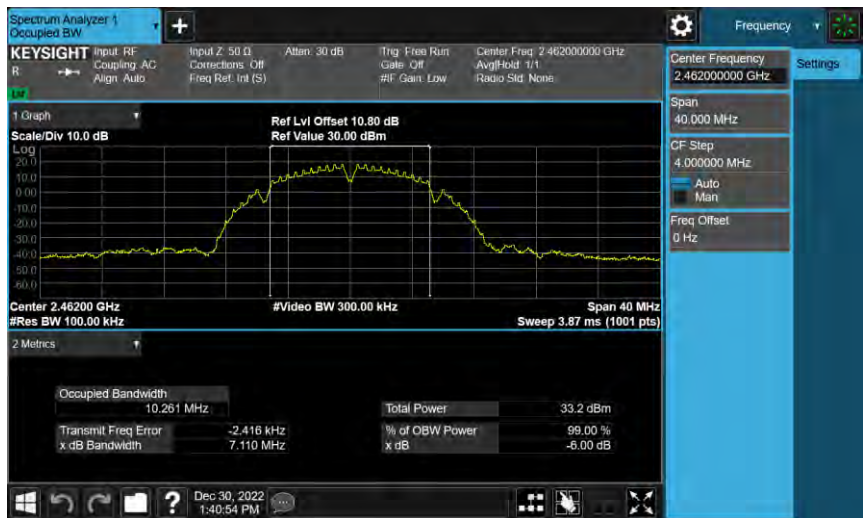 Spectrum Analyzer 1
Occupied BW
Frequency
KEYSIGHT Input: RF Input Z: 50 Ω Atten: 30 dB Trig: Free Run Center Freq: 2.462000000 GHz
R Coupling: AC Corrections: Off Gate: Off Avg|Hold: 1/1
Align: Auto Freq Ref: Int (S) #IF Gain: Low Radio Std: None
Center Frequency
2.462000000 GHz
Settings
Span
40.000 MHz
CF Step
4.000000 MHz
Auto
Man
Freq Offset
0 Hz
1 Graph
Ref Lvl Offset 10.80 dB
Scale/Div 10.0 dB Ref Value 30.00 dBm
Log
20.0
10.0
0.00
-10.0
-20.0
-30.0
-40.0
-50.0
-60.0
Center 2.46200 GHz #Video BW 300.00 kHz Span 40 MHz
#Res BW 100.00 kHz Sweep 3.87 ms (1001 pts)
2 Metrics
Occupied Bandwidth
10.261 MHz Total Power 33.2 dBm
Transmit Freq Error -2.416 kHz % of OBW Power 99.00 %
x dB Bandwidth 7.110 MHz x dB -6.00 dB
Dec 30, 2022
1:40:54 PM